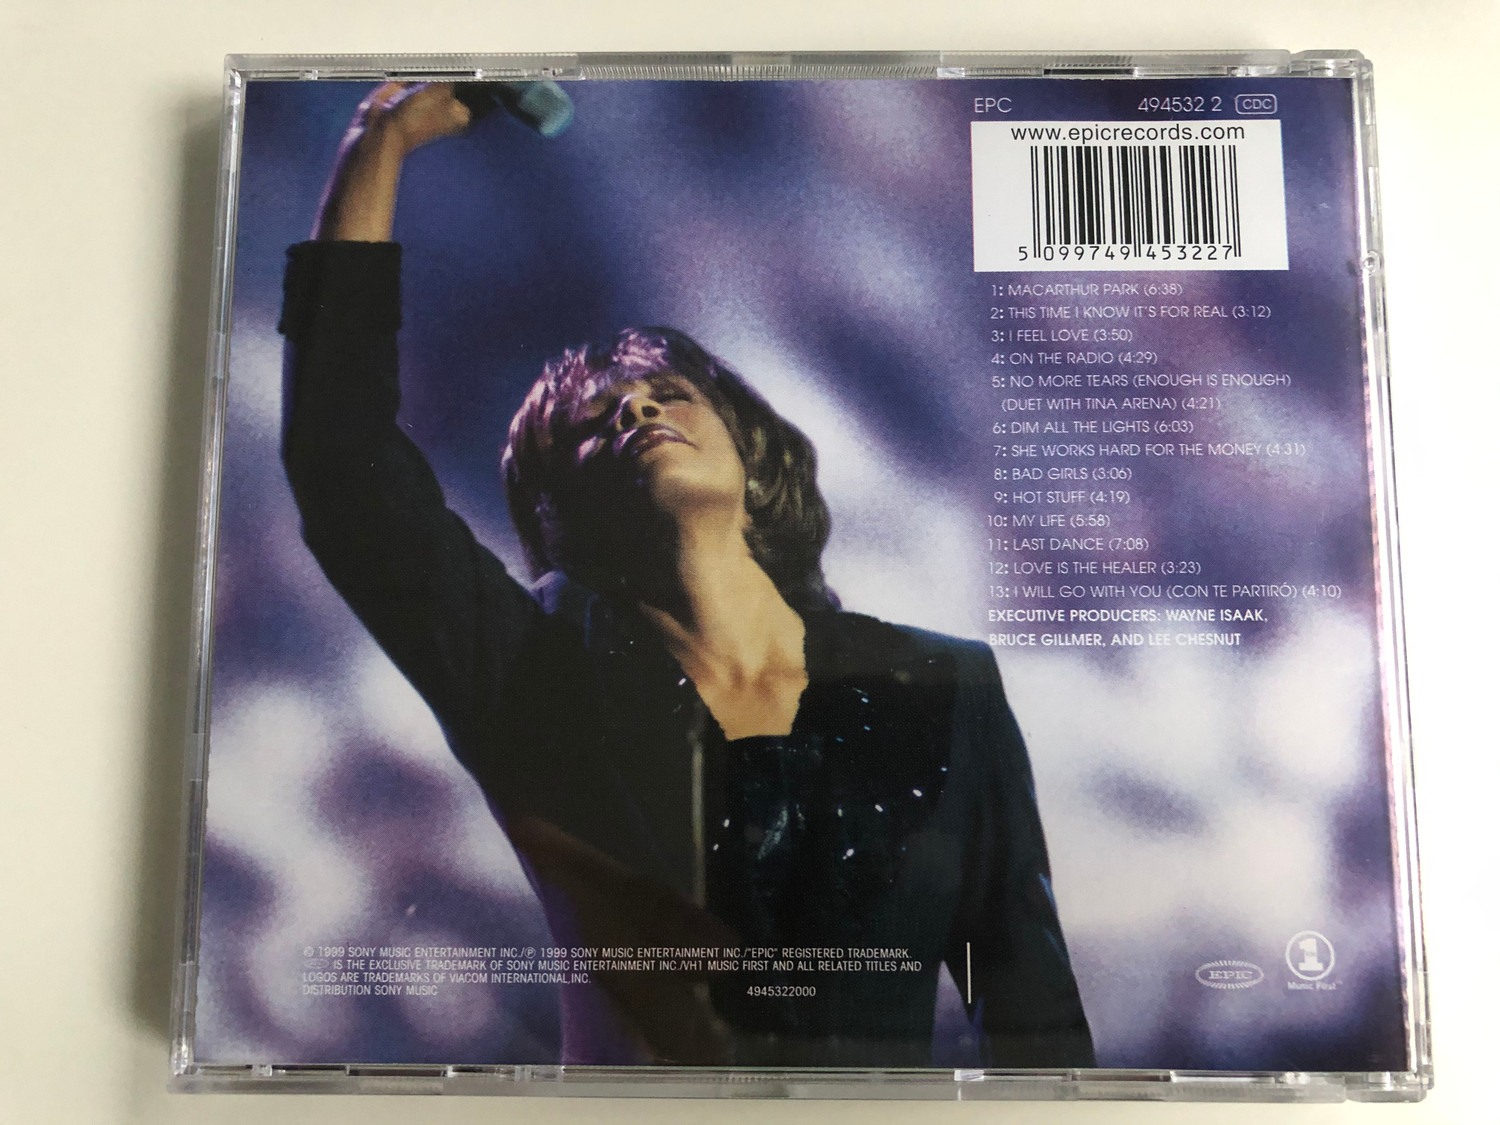 EPC 494532 2 CDC
www.epicrecords.com
5 099749 453227
1: MACARTHUR PARK (6:38)
2: THIS TIME I KNOW IT'S FOR REAL (3:12)
3: I FEEL LOVE (3:50)
4: ON THE RADIO (4:29)
5: NO MORE TEARS (ENOUGH IS ENOUGH)
(DUET WITH TINA ARENA) (4:21)
6: DIM ALL THE LIGHTS (6:03)
7: SHE WORKS HARD FOR THE MONEY (4:31)
8: BAD GIRLS (3:06)
9: HOT STUFF (4:19)
10: MY LIFE (5:58)
11: LAST DANCE (7:08)
12: LOVE IS THE HEALER (3:23)
13: I WILL GO WITH YOU (CON TE PARTIRÓ) (4:10)
EXECUTIVE PRODUCERS: WAYNE ISAAK,
BRUCE GILLMER, AND LEE CHESNUT
© 1999 SONY MUSIC ENTERTAINMENT INC./℗ 1999 SONY MUSIC ENTERTAINMENT INC./"EPIC" REGISTERED TRADEMARK.
IS THE EXCLUSIVE TRADEMARK OF SONY MUSIC ENTERTAINMENT INC./VH1 MUSIC FIRST AND ALL RELATED TITLES AND
LOGOS ARE TRADEMARKS OF VIACOM INTERNATIONAL,INC.
DISTRIBUTION SONY MUSIC
4945322000
EPIC
1
Music First